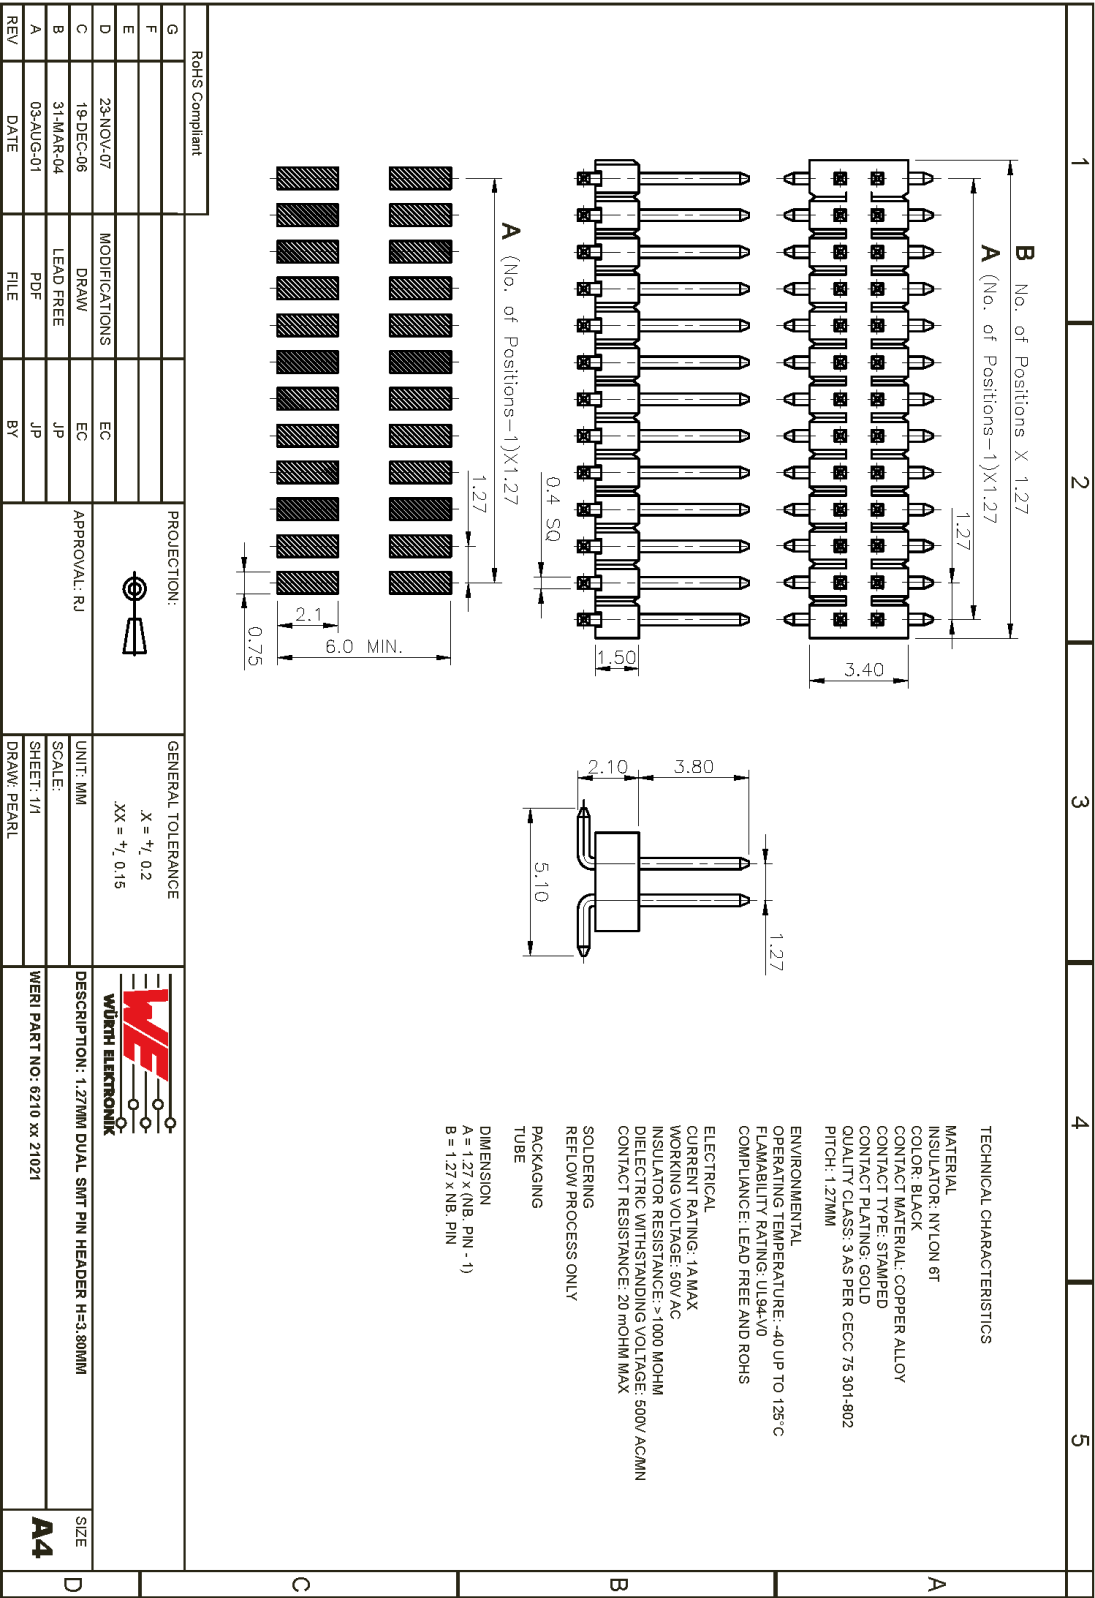 1
2
3
4
5
A
B
C
D
B No. of Positions X 1.27
A (No. of Positions-1)X1.27
1.27
3.40
1.50
0.4 SQ
A (No. of Positions-1)X1.27
1.27
2.1
6.0 MIN.
0.75
3.80
2.10
1.27
5.10
TECHNICAL CHARACTERISTICS
MATERIAL
INSULATOR: NYLON 6T
COLOR: BLACK
CONTACT MATERIAL: COPPER ALLOY
CONTACT TYPE: STAMPED
CONTACT PLATING: GOLD
QUALITY CLASS: 3 AS PER CECC 75 301-802
PITCH: 1.27MM
ENVIRONMENTAL
OPERATING TEMPERATURE: -40 UP TO 125°C
FLAMABILITY RATING: UL94-V0
COMPLIANCE: LEAD FREE AND ROHS
ELECTRICAL
CURRENT RATING: 1A MAX
WORKING VOLTAGE: 50V AC
INSULATOR RESISTANCE: >1000 MOHM
DIELECTRIC WITHSTANDING VOLTAGE: 500V AC/MN
CONTACT RESISTANCE: 20 mOHM MAX
SOLDERING
REFLOW PROCESS ONLY
PACKAGING
TUBE
DIMENSION
A = 1.27 x (NB. PIN - 1)
B = 1.27 x NB. PIN
RoHS Compliant
G
F
E
D 23-NOV-07 MODIFICATIONS EC
C 19-DEC-06 DRAW EC
B 31-MAR-04 LEAD FREE JP
A 03-AUG-01 PDF JP
REV DATE FILE BY
PROJECTION:
APPROVAL: RJ
GENERAL TOLERANCE
.X = +/- 0.2
.XX = +/- 0.15
UNIT: MM
SCALE:
SHEET: 1/1
DRAW: PEARL
WE
WÜRTH ELEKTRONIK
DESCRIPTION: 1.27MM DUAL SMT PIN HEADER H=3.80MM
WERI PART NO: 6210 xx 21021
SIZE
A4